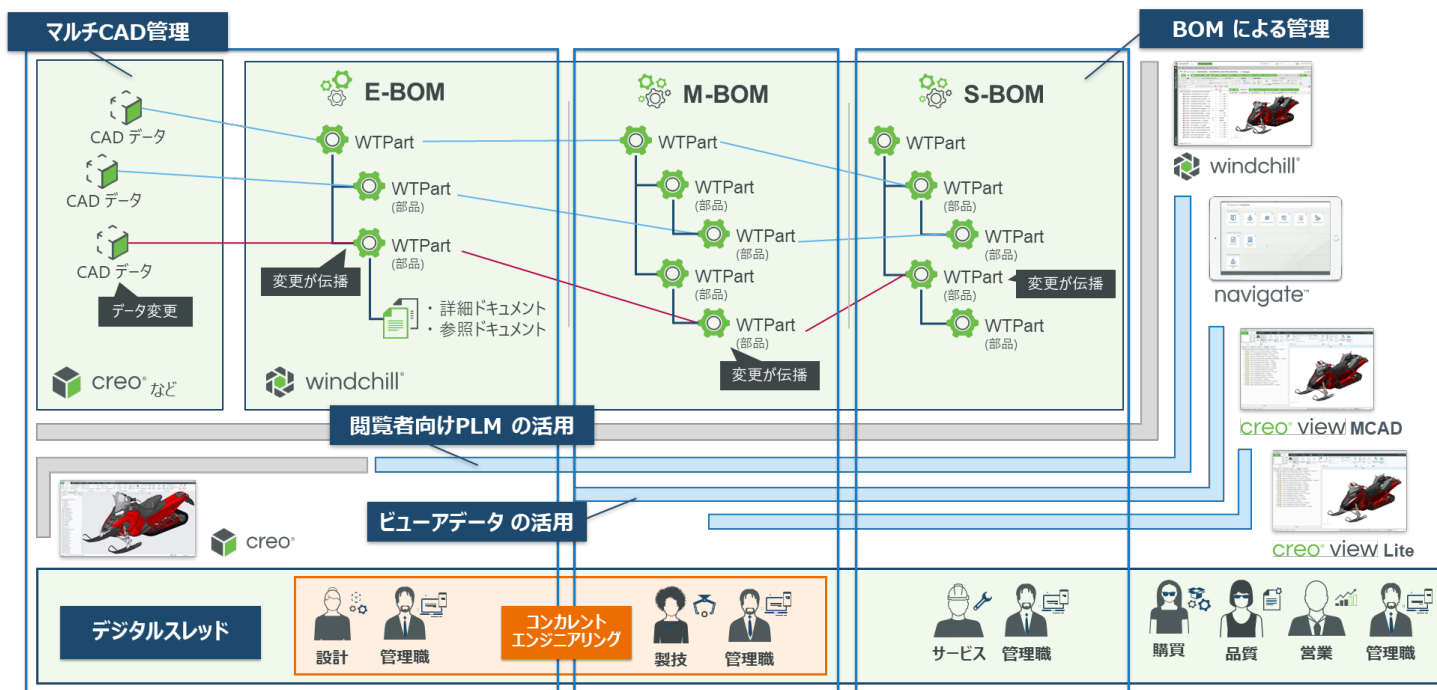 マルチCAD管理
BOM による管理
E-BOM
M-BOM
S-BOM
CAD データ
CAD データ
CAD データ
データ変更
creo® など
WTPart
WTPart
(部品)
WTPart
(部品)
変更が伝播
・ 詳細ドキュメント
・ 参照ドキュメント
windchill®
WTPart
WTPart
(部品)
WTPart
(部品)
WTPart
(部品)
WTPart
(部品)
変更が伝播
WTPart
WTPart
(部品)
WTPart
(部品)
WTPart
(部品)
変更が伝播
WTPart
(部品)
windchill®
navigate™
creo® view MCAD
creo® view Lite
閲覧者向けPLM の活用
ビューアデータ の活用
creo®
デジタルスレッド
設計
管理職
コンカレント
エンジニアリング
製技
管理職
サービス
管理職
購買
品質
営業
管理職